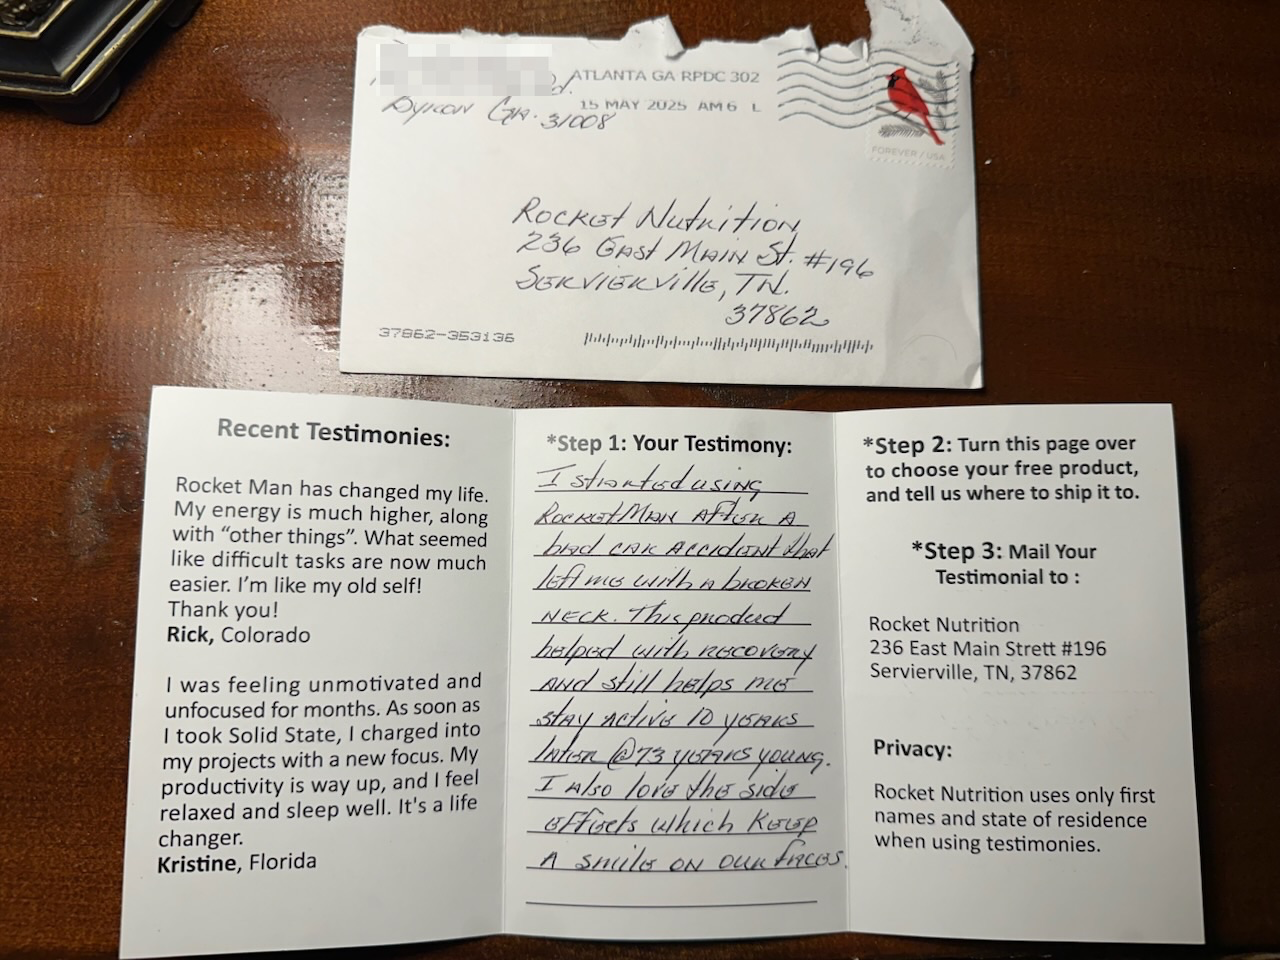 d.
Byron GA. 31008
ATLANTA GA RPDC 302
15 MAY 2025 AM 6 L
FOREVER / USA
Rocket Nutrition
236 East Main St. #196
Servierville, TN.
37862
37862-353136
Recent Testimonies:
Rocket Man has changed my life.
My energy is much higher, along
with “other things”. What seemed
like difficult tasks are now much
easier. I’m like my old self!
Thank you!
Rick, Colorado
I was feeling unmotivated and
unfocused for months. As soon as
I took Solid State, I charged into
my projects with a new focus. My
productivity is way up, and I feel
relaxed and sleep well. It's a life
changer.
Kristine, Florida
*Step 1: Your Testimony:
I started using
RocketMan after a
bad car accident that
left me with a broken
neck. This product
helped with recovery
and still helps me
stay active 10 years
later @ 73 years young.
I also love the side
effects which keep
a smile on our faces.
*Step 2: Turn this page over
to choose your free product,
and tell us where to ship it to.
*Step 3: Mail Your
Testimonial to :
Rocket Nutrition
236 East Main Strett #196
Servierville, TN, 37862
Privacy:
Rocket Nutrition uses only first
names and state of residence
when using testimonies.